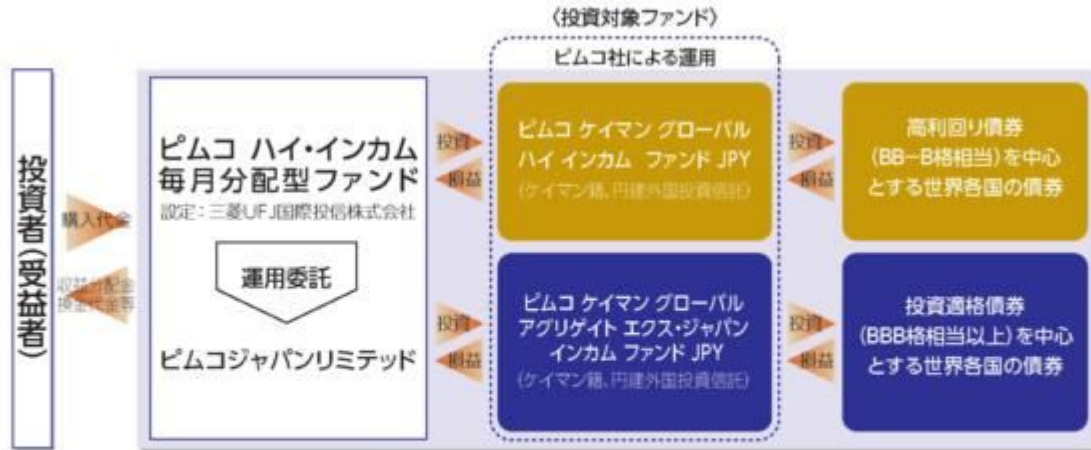 〈投資対象ファンド〉
ピムコ社による運用
投資者(受益者)
購入代金
収益分配金
換金代金等
ピムコ ハイ・インカム
毎月分配型ファンド
設定：三菱UFJ国際投信株式会社
運用委託
ピムコジャパンリミテッド
投資
損益
ピムコ ケイマン グローバル
ハイ インカム ファンド JPY
(ケイマン籍、円建外国投資信託)
投資
損益
高利回り債券
(BB－B格相当)を中心
とする世界各国の債券
投資
損益
ピムコ ケイマン グローバル
アグリゲイト エクス・ジャパン
インカム ファンド JPY
(ケイマン籍、円建外国投資信託)
投資
損益
投資適格債券
(BBB格相当以上)を中心
とする世界各国の債券